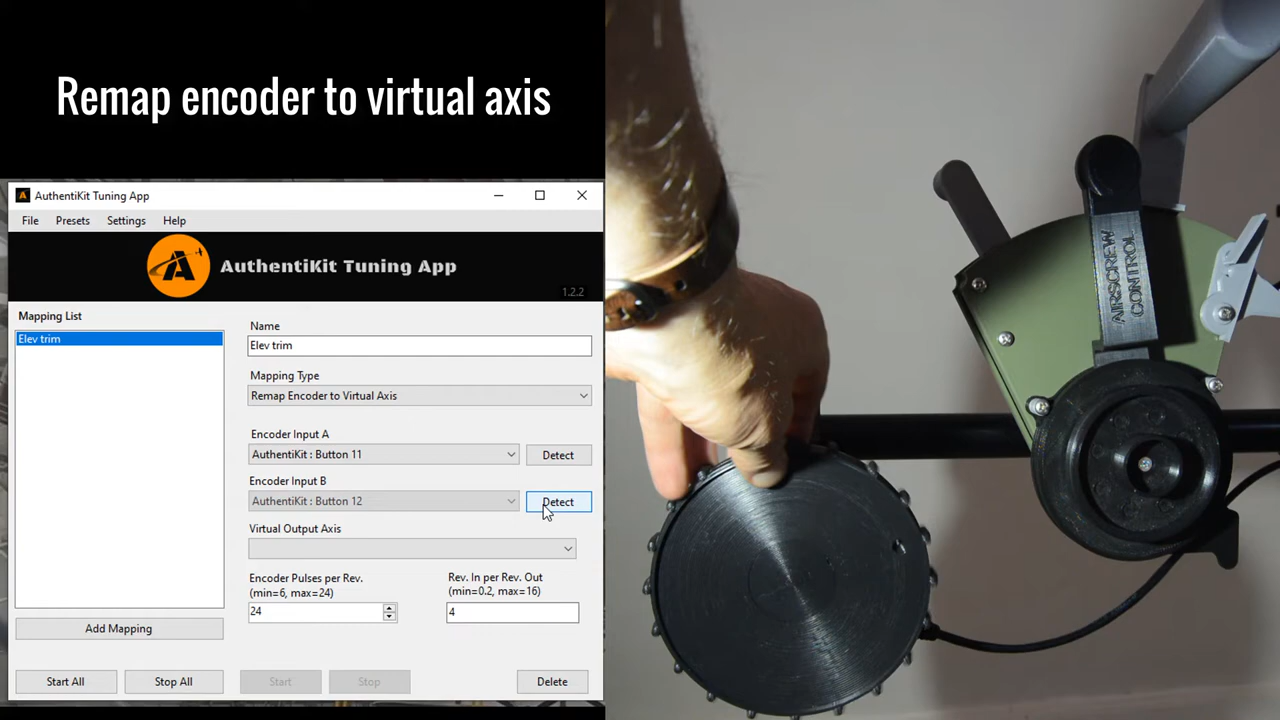 Remap encoder to virtual axis
A AuthentiKit Tuning App
File Presets Settings Help
A AuthentiKit Tuning App
1.2.2
Mapping List
Elev trim
Name
Elev trim
Mapping Type
Remap Encoder to Virtual Axis
Encoder Input A
AuthentiKit : Button 11
Detect
Encoder Input B
AuthentiKit : Button 12
Detect
Virtual Output Axis
Encoder Pulses per Rev.
(min=6, max=24)
24
Rev. In per Rev. Out
(min=0.2, max=16)
4
Add Mapping
Start All Stop All Start Stop Delete
AIRSCREW
CONTROL